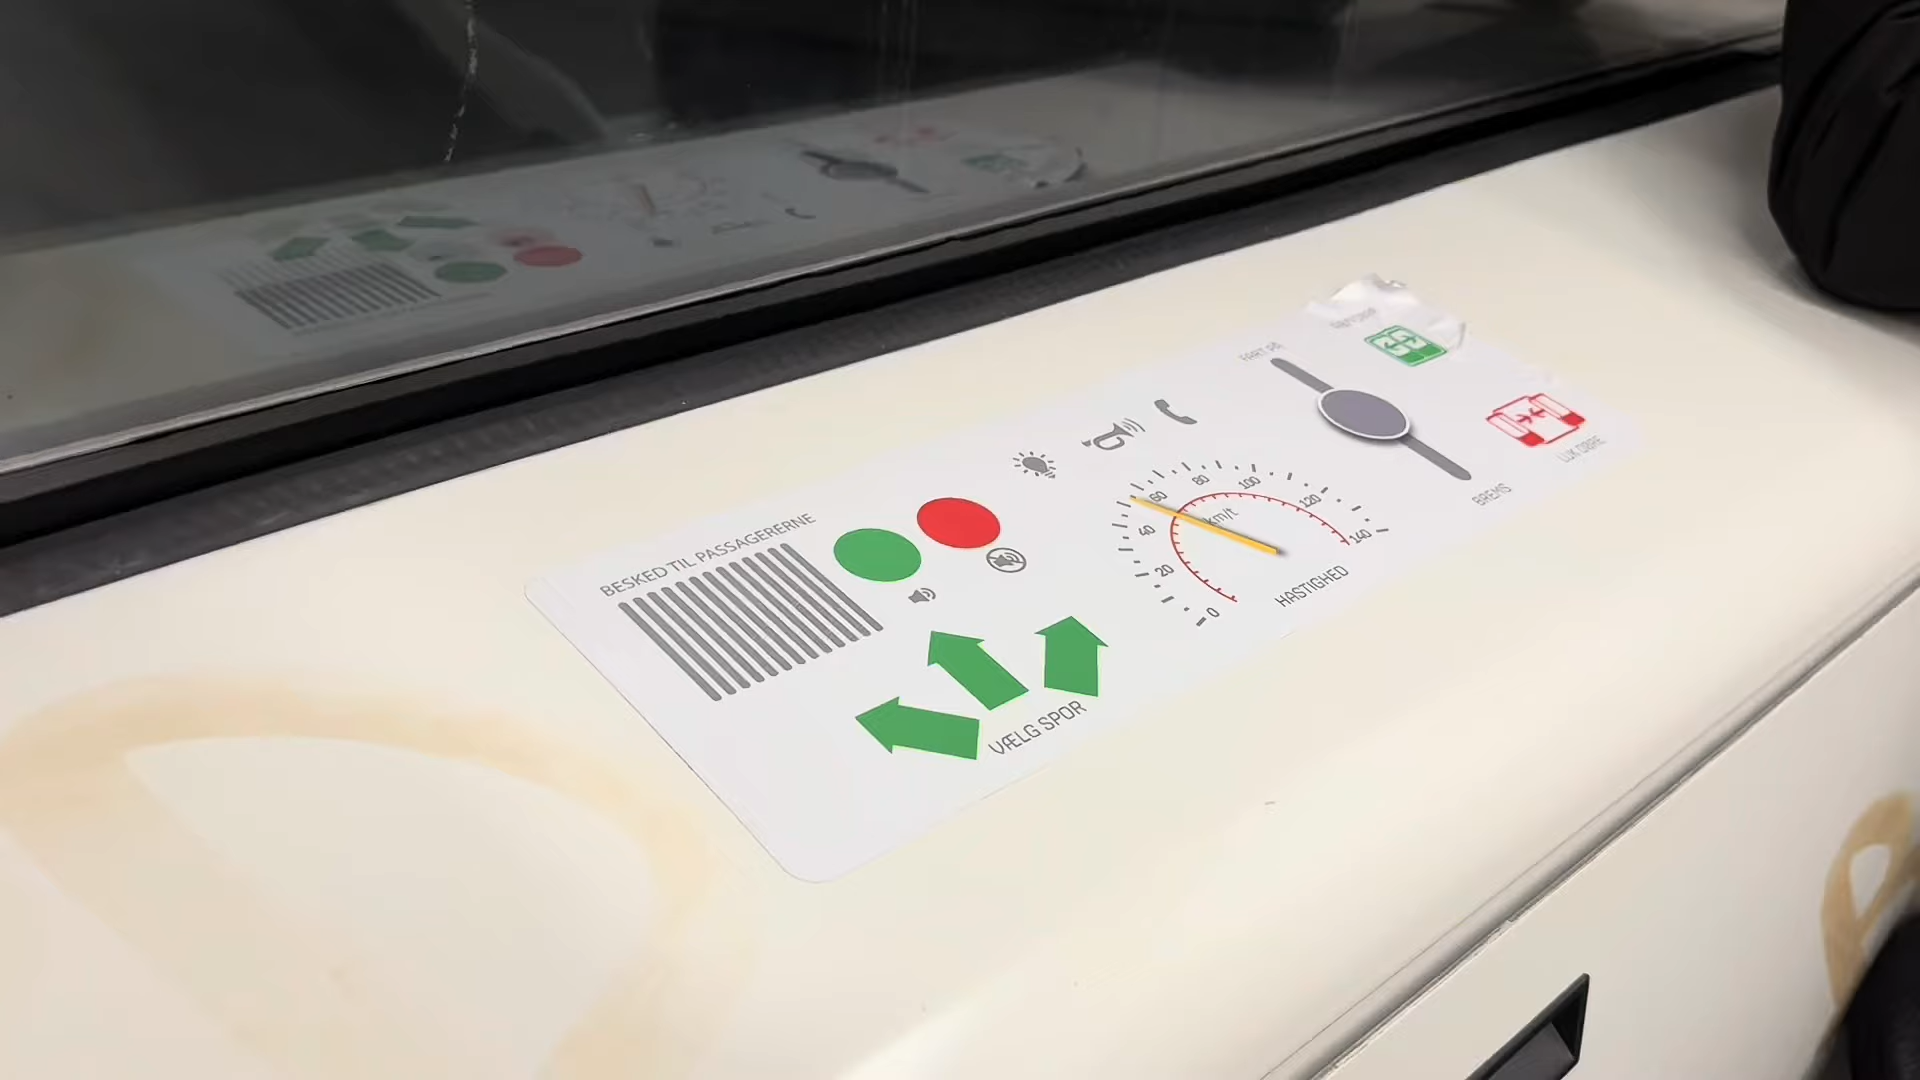 BESKED TIL PASSAGERERNE
VÆLG SPOR
0
20
40
60
80
100
120
140
km/t
HASTIGHED
FART PÅ
BREMS
LUK DØRE